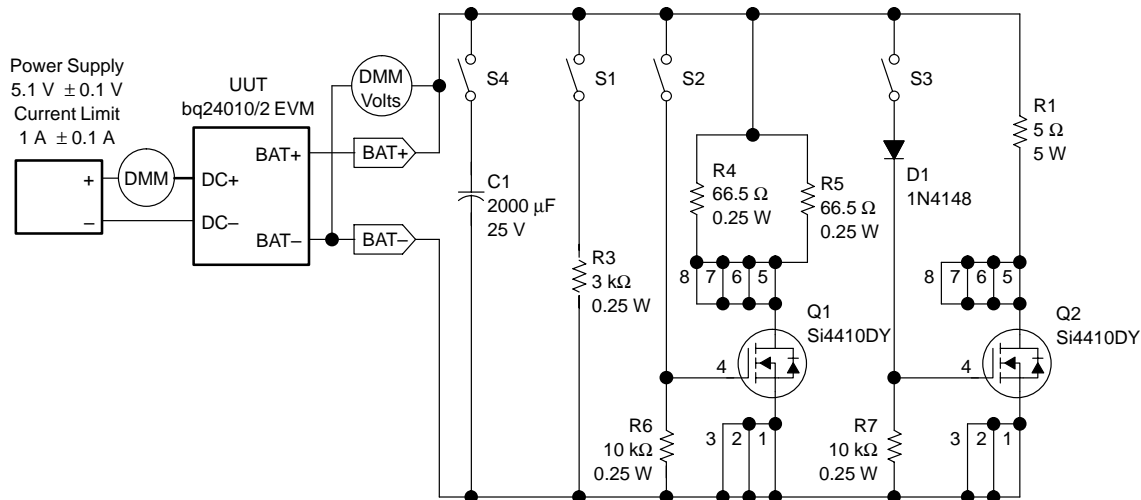 Power Supply
5.1 V ± 0.1 V
Current Limit
1 A ± 0.1 A
+
−
DMM
UUT
bq24010/2 EVM
DC+
DC−
BAT+
BAT−
DMM
Volts
BAT+
BAT−
S4
C1
2000 μF
25 V
S1
R3
3 kΩ
0.25 W
S2
R6
10 kΩ
0.25 W
R4
66.5 Ω
0.25 W
R5
66.5 Ω
0.25 W
8 7 6 5
Q1
Si4410DY
4
3 2 1
S3
D1
1N4148
R7
10 kΩ
0.25 W
R1
5 Ω
5 W
8 7 6 5
Q2
Si4410DY
4
3 2 1